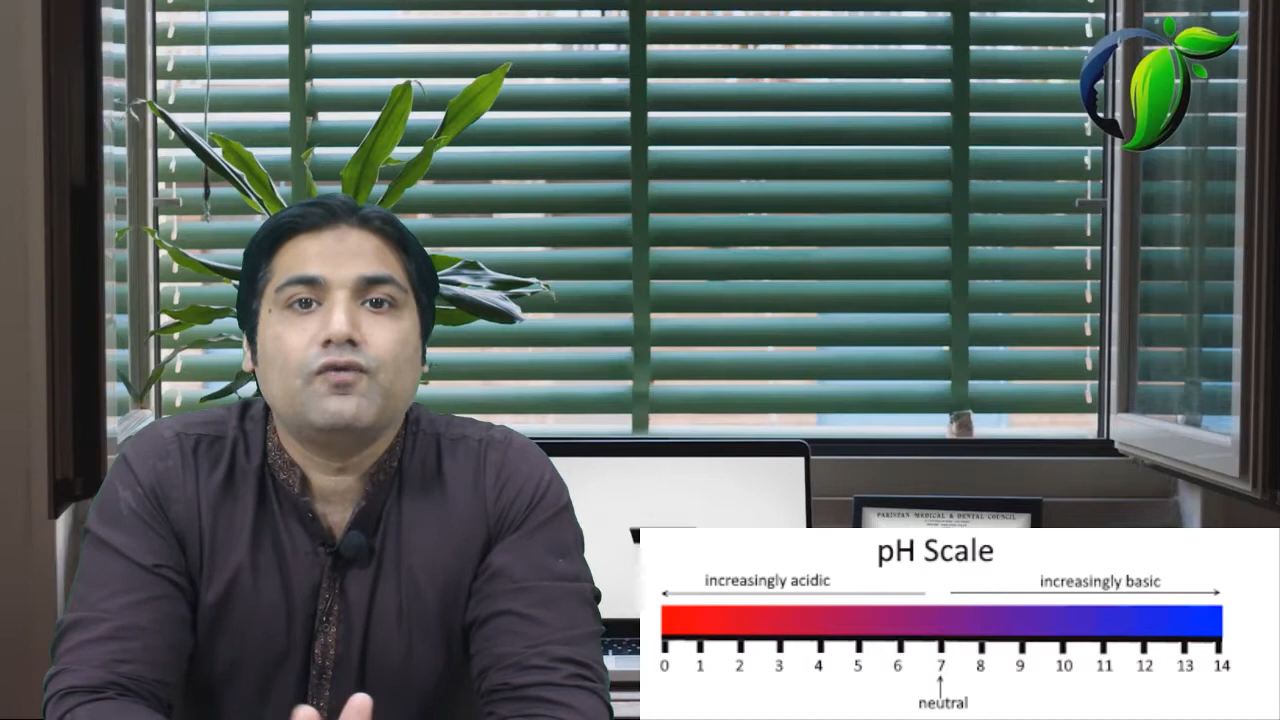 PAKISTAN MEDICAL & DENTAL COUNCIL
pH Scale
increasingly acidic
increasingly basic
0 1 2 3 4 5 6 7 8 9 10 11 12 13 14
neutral